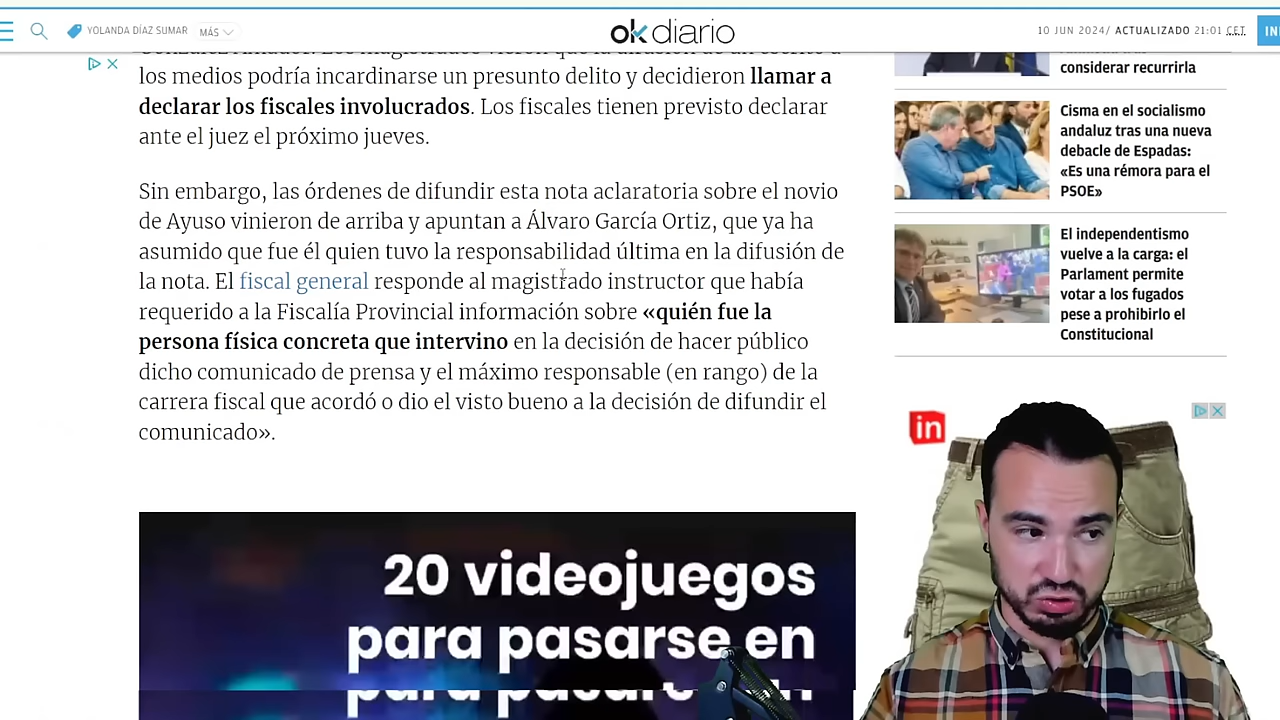 YOLANDA DÍAZ SUMAR
MÁS
okdiario
10 JUN 2024/ ACTUALIZADO 21:01 CET
los medios podría incardinarse un presunto delito y decidieron llamar a
declarar los fiscales involucrados. Los fiscales tienen previsto declarar
ante el juez el próximo jueves.
Sin embargo, las órdenes de difundir esta nota aclaratoria sobre el novio
de Ayuso vinieron de arriba y apuntan a Álvaro García Ortiz, que ya ha
asumido que fue él quien tuvo la responsabilidad última en la difusión de
la nota. El fiscal general responde al magistrado instructor que había
requerido a la Fiscalía Provincial información sobre «quién fue la
persona física concreta que intervino en la decisión de hacer público
dicho comunicado de prensa y el máximo responsable (en rango) de la
carrera fiscal que acordó o dio el visto bueno a la decisión de difundir el
comunicado».
20 videojuegos
para pasarse en
considerar recurrirla
Cisma en el socialismo
andaluz tras una nueva
debacle de Espadas:
«Es una rémora para el
PSOE»
El independentismo
vuelve a la carga: el
Parlament permite
votar a los fugados
pese a prohibirlo el
Constitucional
in